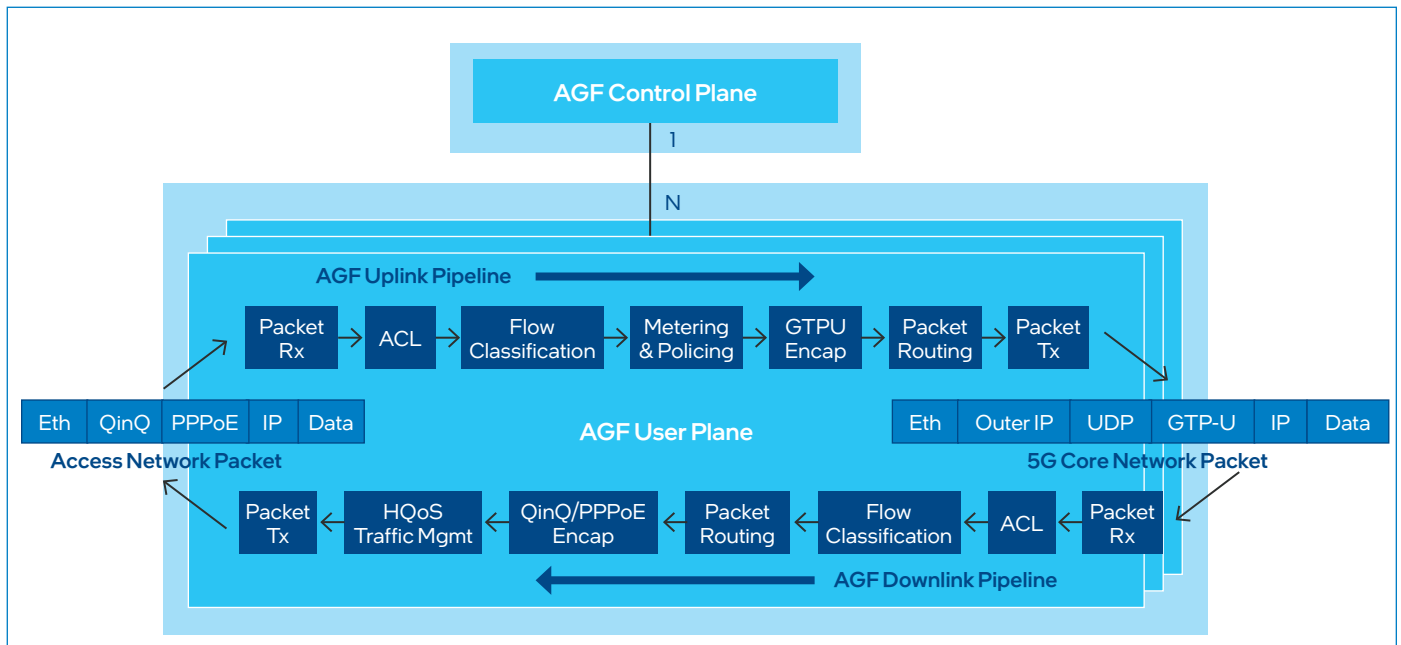 AGF Control Plane
1
N
AGF Uplink Pipeline
Packet
Rx
ACL
Flow
Classification
Metering
& Policing
GTPU
Encap
Packet
Routing
Packet
Tx
Eth
QinQ
PPPoE
IP
Data
Access Network Packet
AGF User Plane
Eth
Outer IP
UDP
GTP-U
IP
Data
5G Core Network Packet
Packet
Tx
HQoS
Traffic Mgmt
QinQ/PPPoE
Encap
Packet
Routing
Flow
Classification
ACL
Packet
Rx
AGF Downlink Pipeline